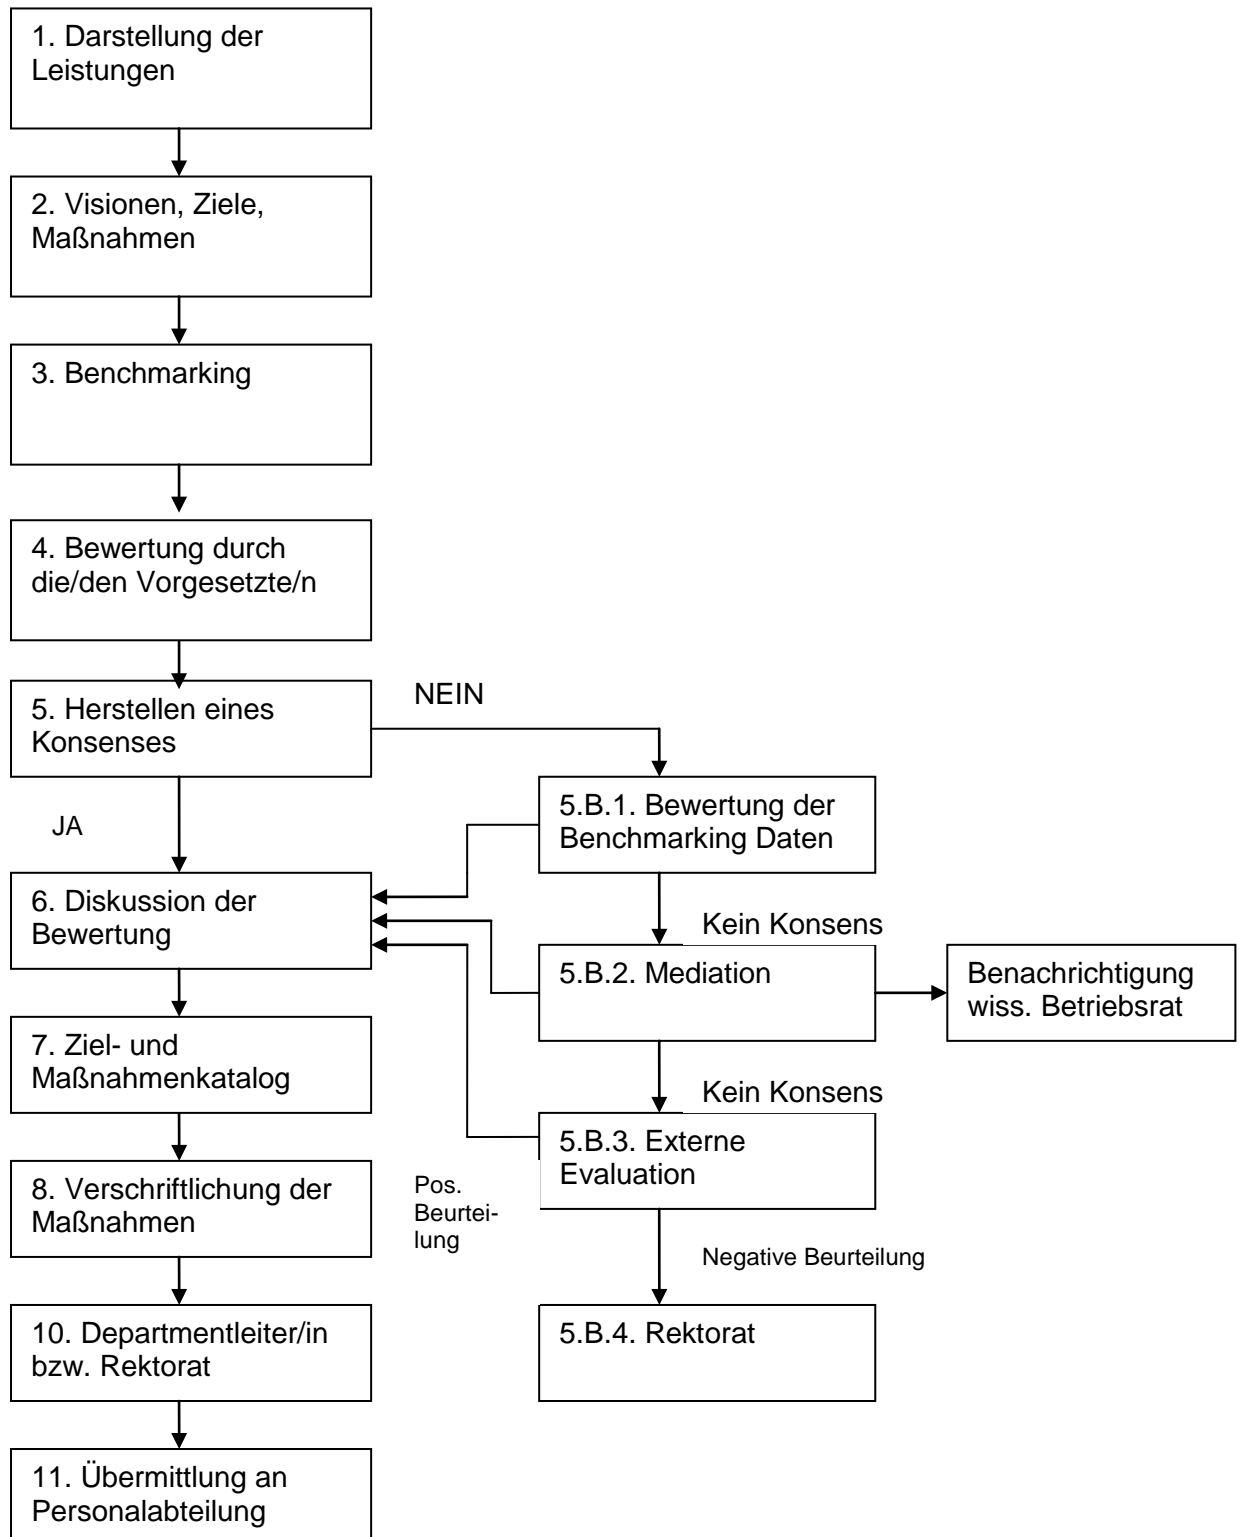 1. Darstellung der
Leistungen
2. Visionen, Ziele,
Maßnahmen
3. Benchmarking
4. Bewertung durch
die/den Vorgesetzte/n
5. Herstellen eines
Konsenses
NEIN
JA
5.B.1. Bewertung der
Benchmarking Daten
6. Diskussion der
Bewertung
Kein Konsens
5.B.2. Mediation
Benachrichtigung
wiss. Betriebsrat
7. Ziel- und
Maßnahmenkatalog
Kein Konsens
5.B.3. Externe
Evaluation
8. Verschriftlichung der
Maßnahmen
Pos.
Beurtei-
lung
Negative Beurteilung
10. Departmentleiter/in
bzw. Rektorat
5.B.4. Rektorat
11. Übermittlung an
Personalabteilung